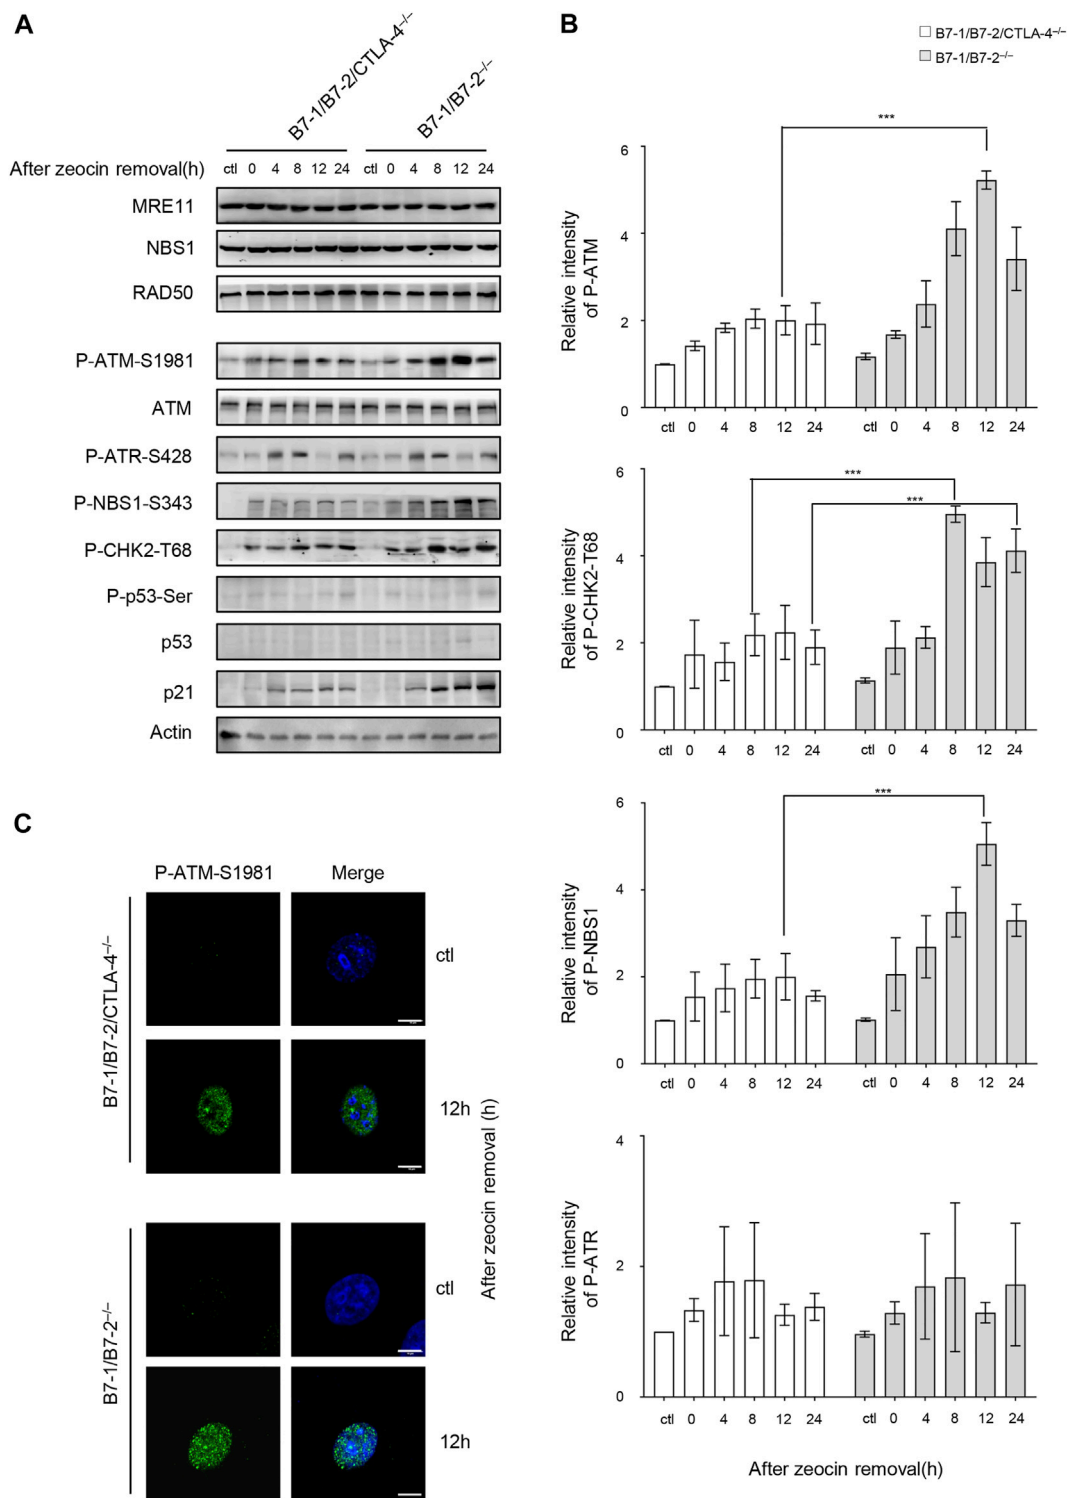 A
B7-1/B7-2/CTLA-4⁻/⁻
B7-1/B7-2⁻/⁻
After zeocin removal(h) ctl 0 4 8 12 24 ctl 0 4 8 12 24
MRE11
NBS1
RAD50
P-ATM-S1981
ATM
P-ATR-S428
P-NBS1-S343
P-CHK2-T68
P-p53-Ser
p53
p21
Actin
B
B7-1/B7-2/CTLA-4⁻/⁻
B7-1/B7-2⁻/⁻
Relative intensity
of P-ATM
6
4
2
0
***
ctl 0 4 8 12 24 ctl 0 4 8 12 24
Relative intensity
of P-CHK2-T68
6
4
2
0
***
***
ctl 0 4 8 12 24 ctl 0 4 8 12 24
Relative intensity
of P-NBS1
6
4
2
0
***
ctl 0 4 8 12 24 ctl 0 4 8 12 24
Relative intensity
of P-ATR
4
2
0
ctl 0 4 8 12 24 ctl 0 4 8 12 24
After zeocin removal(h)
C
P-ATM-S1981 Merge
B7-1/B7-2/CTLA-4⁻/⁻
ctl
12h
B7-1/B7-2⁻/⁻
ctl
12h
After zeocin removal (h)